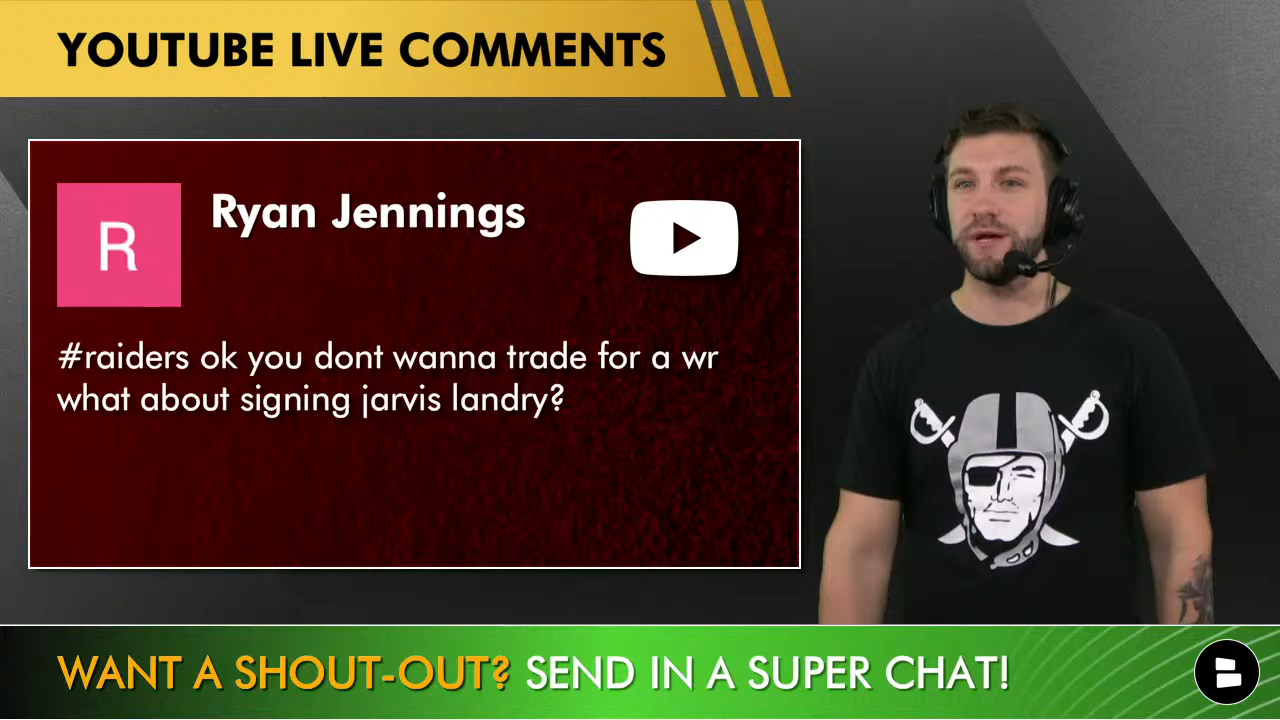 YOUTUBE LIVE COMMENTS
R
Ryan Jennings
#raiders ok you dont wanna trade for a wr
what about signing jarvis landry?
WANT A SHOUT-OUT? SEND IN A SUPER CHAT!